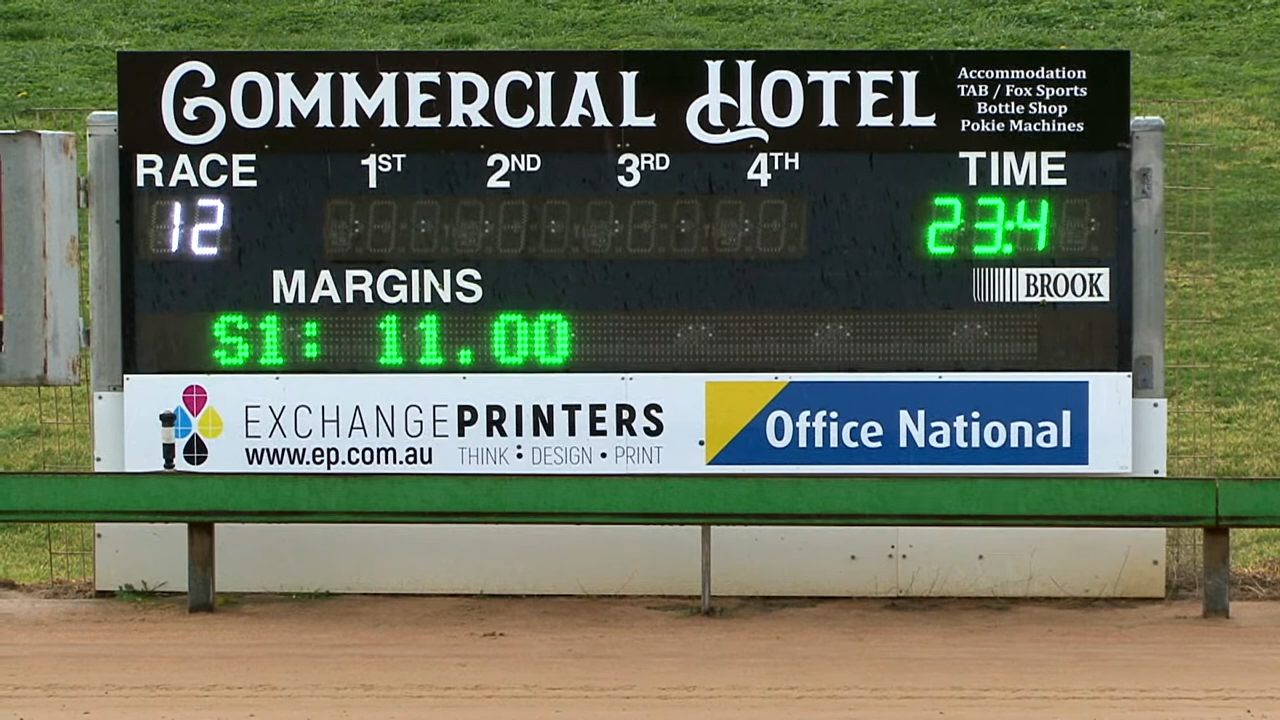 COMMERCIAL HOTEL
Accommodation
TAB / Fox Sports
Bottle Shop
Pokie Machines
RACE 1ST 2ND 3RD 4TH TIME
12 23:4
MARGINS
BROOK
S1: 11.00
EXCHANGEPRINTERS
www.ep.com.au THINK • DESIGN • PRINT
Office National